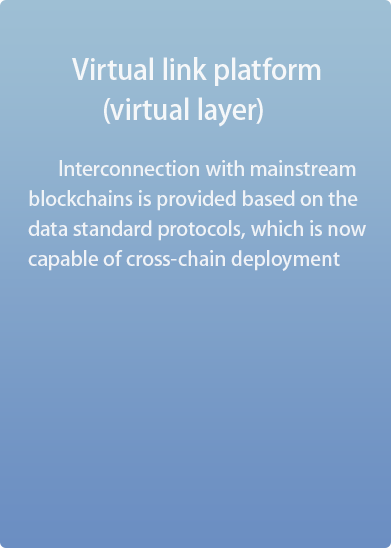 Virtual link platform
(virtual layer)
Interconnection with mainstream
blockchains is provided based on the
data standard protocols, which is now
capable of cross-chain deployment